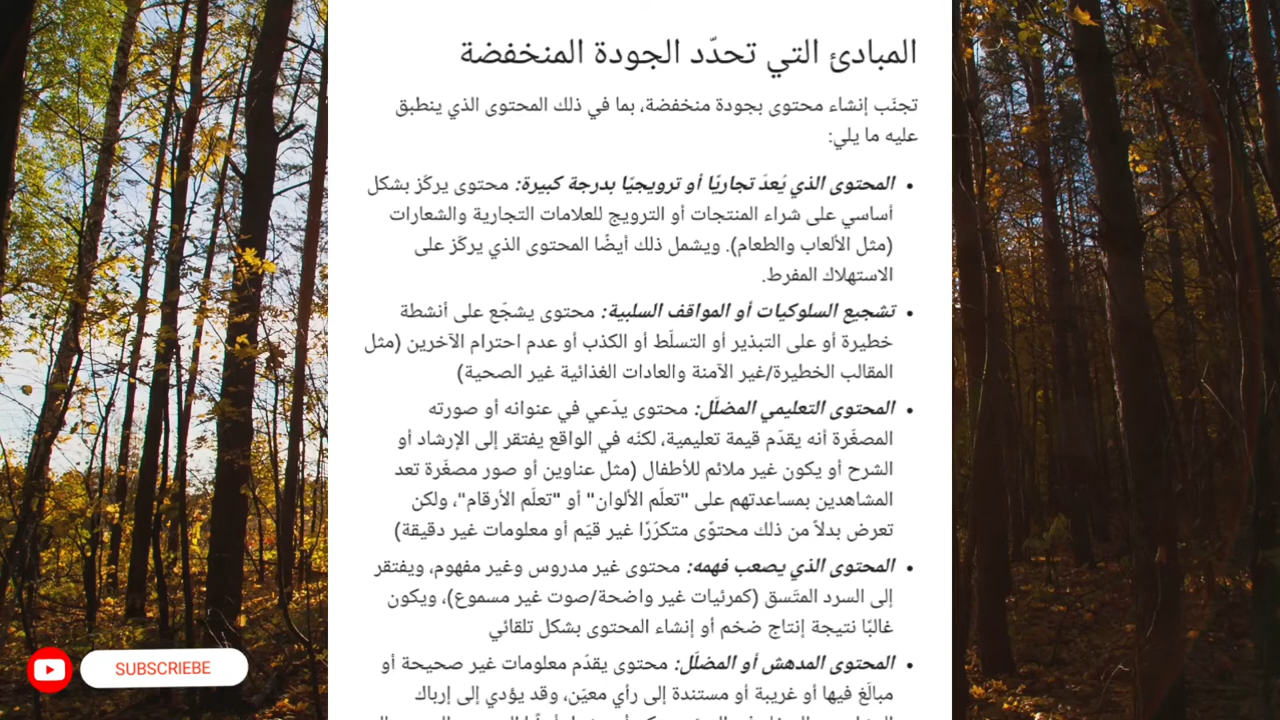 المبادئ التي تحدّد الجودة المنخفضة
تجنّب إنشاء محتوى بجودة منخفضة، بما في ذلك المحتوى الذي ينطبق
عليه ما يلي:
• المحتوى الذي يُعدّ تجاريًا أو ترويجيًا بدرجة كبيرة: محتوى يركّز بشكل
أساسي على شراء المنتجات أو الترويج للعلامات التجارية والشعارات
(مثل الألعاب والطعام). ويشمل ذلك أيضًا المحتوى الذي يركّز على
الاستهلاك المفرط.
• تشجيع السلوكيات أو المواقف السلبية: محتوى يشجّع على أنشطة
خطيرة أو على التبذير أو التسلّط أو الكذب أو عدم احترام الآخرين (مثل
المقالب الخطيرة/غير الآمنة والعادات الغذائية غير الصحية)
• المحتوى التعليمي المضلّل: محتوى يدّعي في عنوانه أو صورته
المصغّرة أنه يقدّم قيمة تعليمية، لكنّه في الواقع يفتقر إلى الإرشاد أو
الشرح أو يكون غير ملائم للأطفال (مثل عناوين أو صور مصغّرة تعد
المشاهدين بمساعدتهم على "تعلّم الألوان" أو "تعلّم الأرقام"، ولكن
تعرض بدلاً من ذلك محتوًى متكرّرًا غير قيّم أو معلومات غير دقيقة)
• المحتوى الذي يصعب فهمه: محتوى غير مدروس وغير مفهوم، ويفتقر
إلى السرد المتّسق (كمرئيات غير واضحة/صوت غير مسموع)، ويكون
غالبًا نتيجة إنتاج ضخم أو إنشاء المحتوى بشكل تلقائي
• المحتوى المدهش أو المضلّل: محتوى يقدّم معلومات غير صحيحة أو
مبالَغ فيها أو غريبة أو مستندة إلى رأي معيّن، وقد يؤدي إلى إرباك
SUBSCRIEBE